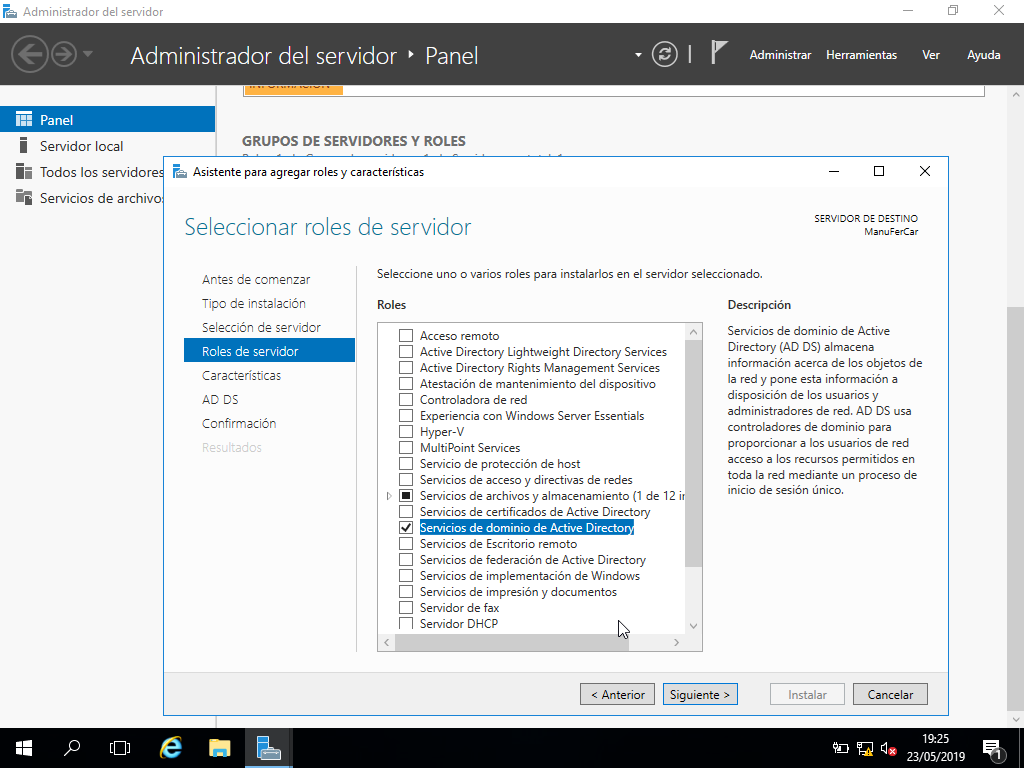 Administrador del servidor
Administrador del servidor
Panel
Administrar
Herramientas
Ver
Ayuda
Panel
Servidor local
Todos los servidores
Servicios de archivos
GRUPOS DE SERVIDORES Y ROLES
Asistente para agregar roles y características
Seleccionar roles de servidor
SERVIDOR DE DESTINO
ManuFerCar
Antes de comenzar
Tipo de instalación
Selección de servidor
Roles de servidor
Características
AD DS
Confirmación
Resultados
Seleccione uno o varios roles para instalarlos en el servidor seleccionado.
Roles
Acceso remoto
Active Directory Lightweight Directory Services
Active Directory Rights Management Services
Atestación de mantenimiento del dispositivo
Controladora de red
Experiencia con Windows Server Essentials
Hyper-V
MultiPoint Services
Servicio de protección de host
Servicios de acceso y directivas de redes
Servicios de archivos y almacenamiento (1 de 12 in
Servicios de certificados de Active Directory
Servicios de dominio de Active Directory
Servicios de Escritorio remoto
Servicios de federación de Active Directory
Servicios de implementación de Windows
Servicios de impresión y documentos
Servidor de fax
Servidor DHCP
Descripción
Servicios de dominio de Active
Directory (AD DS) almacena
información acerca de los objetos de
la red y pone esta información a
disposición de los usuarios y
administradores de red. AD DS usa
controladores de dominio para
proporcionar a los usuarios de red
acceso a los recursos permitidos en
toda la red mediante un proceso de
inicio de sesión único.
< Anterior
Siguiente >
Instalar
Cancelar
19:25
23/05/2019
1